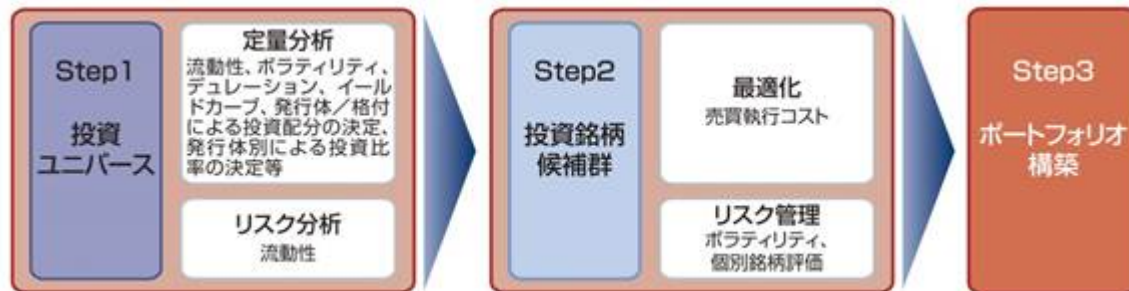 Step1
投資
ユニバース
定量分析
流動性、ボラティリティ、
デュレーション、イール
ドカーブ、発行体／格付
による投資配分の決定、
発行体別による投資比
率の決定等
リスク分析
流動性
Step2
投資銘柄
候補群
最適化
売買執行コスト
リスク管理
ボラティリティ、
個別銘柄評価
Step3
ポートフォリオ
構築